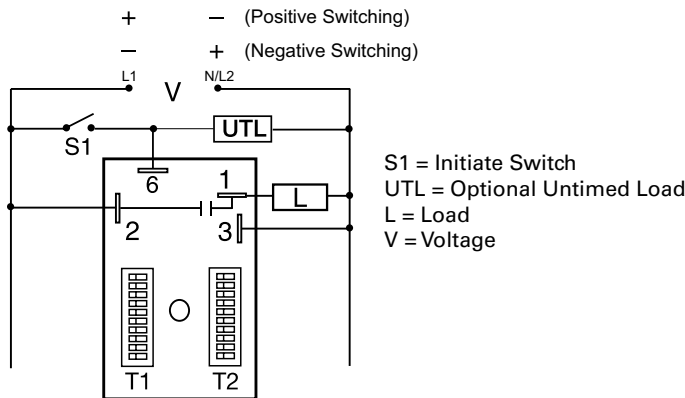 + − (Positive Switching)
− + (Negative Switching)
L1 V N/L2
S1 UTL
6 1 L
2 3
T1 T2
S1 = Initiate Switch
UTL = Optional Untimed Load
L = Load
V = Voltage